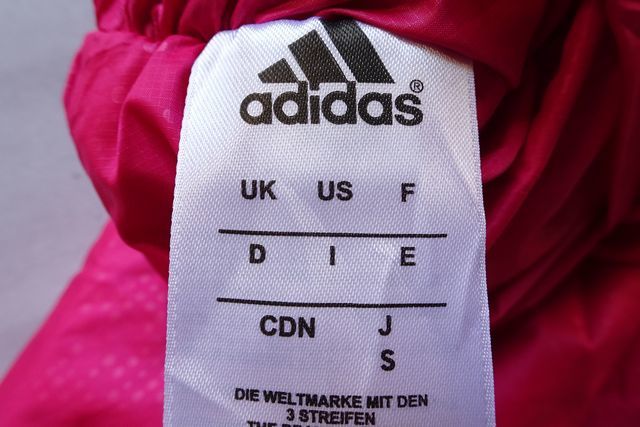 adidas®
UK US F
D I E
CDN J
S
DIE WELTMARKE MIT DEN
3 STREIFEN